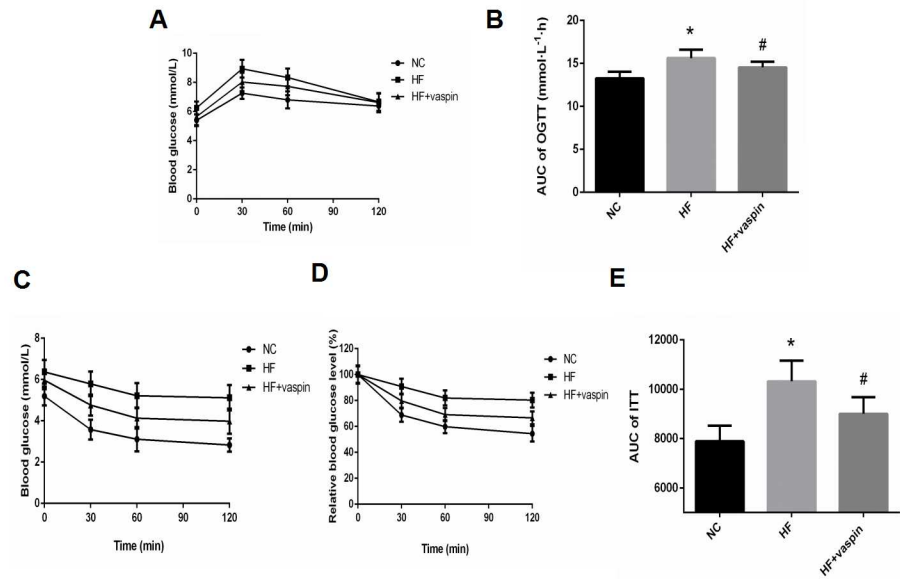 A
Blood glucose (mmol/L)
10
8
6
4
2
0
0 30 60 90 120
Time (min)
NC
HF
HF+vaspin
B
AUC of OGTT (mmol·L⁻¹·h)
20
15
10
5
0
*
#
NC
HF
HF+vaspin
C
Blood glucose (mmol/L)
8
6
4
2
0
0 30 60 90 120
Time (min)
NC
HF
HF+vaspin
D
Relative blood glucose level (%)
120
100
80
60
40
20
0
0 30 60 90 120
Time (min)
NC
HF
HF+vaspin
E
AUC of ITT
12000
10000
8000
6000
*
#
NC
HF
HF+vaspin